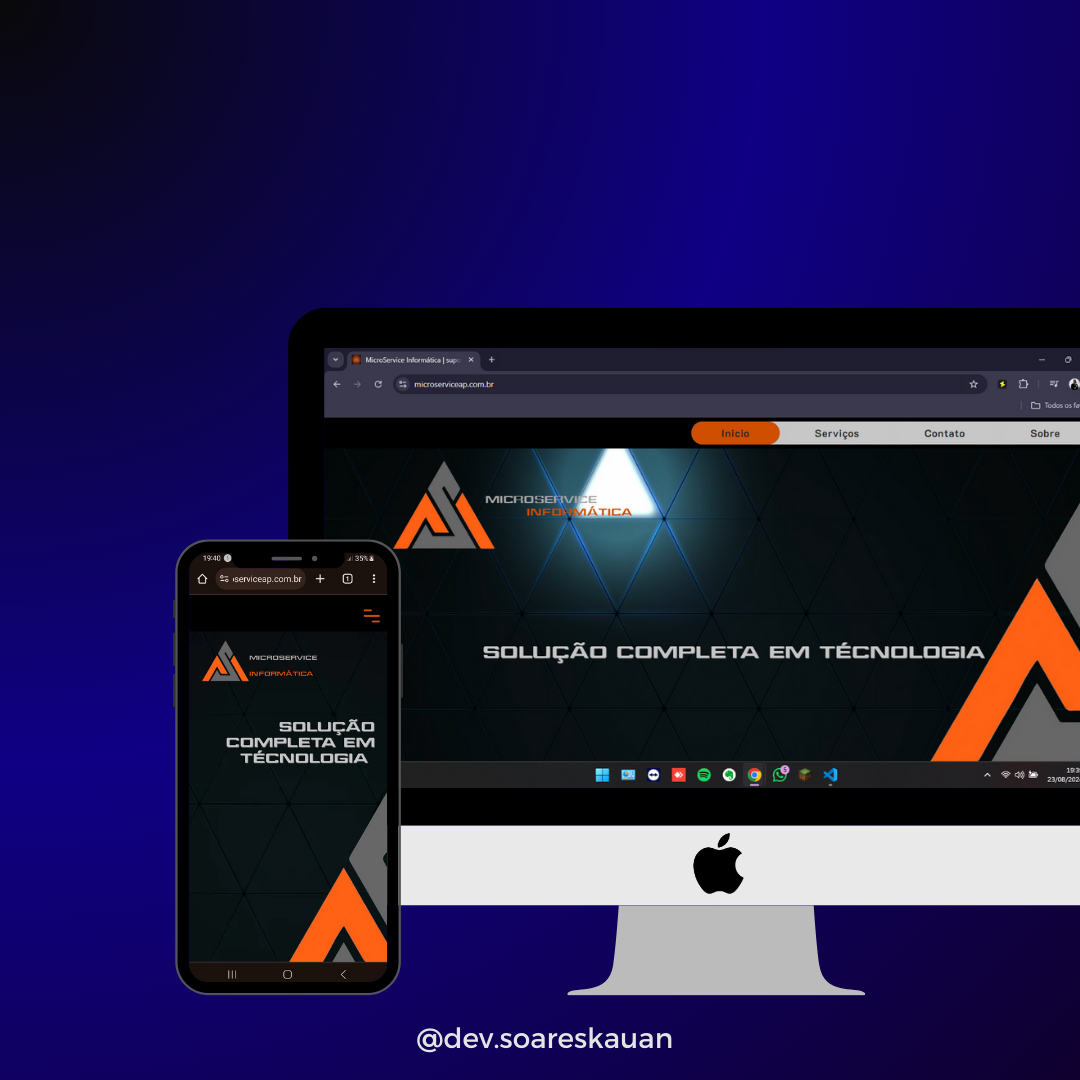 MicroService Informática | supo
microserviceap.com.br
Todos os fa
Inicio
Serviços
Contato
Sobre
MICROSERVICE
INFORMÁTICA
SOLUÇÃO COMPLETA EM TÉCNOLOGIA
5
19:39
23/08/202
19:40
35%
serviceap.com.br
1
MICROSERVICE
INFORMÁTICA
SOLUÇÃO
COMPLETA EM
TÉCNOLOGIA
@dev.soareskauan